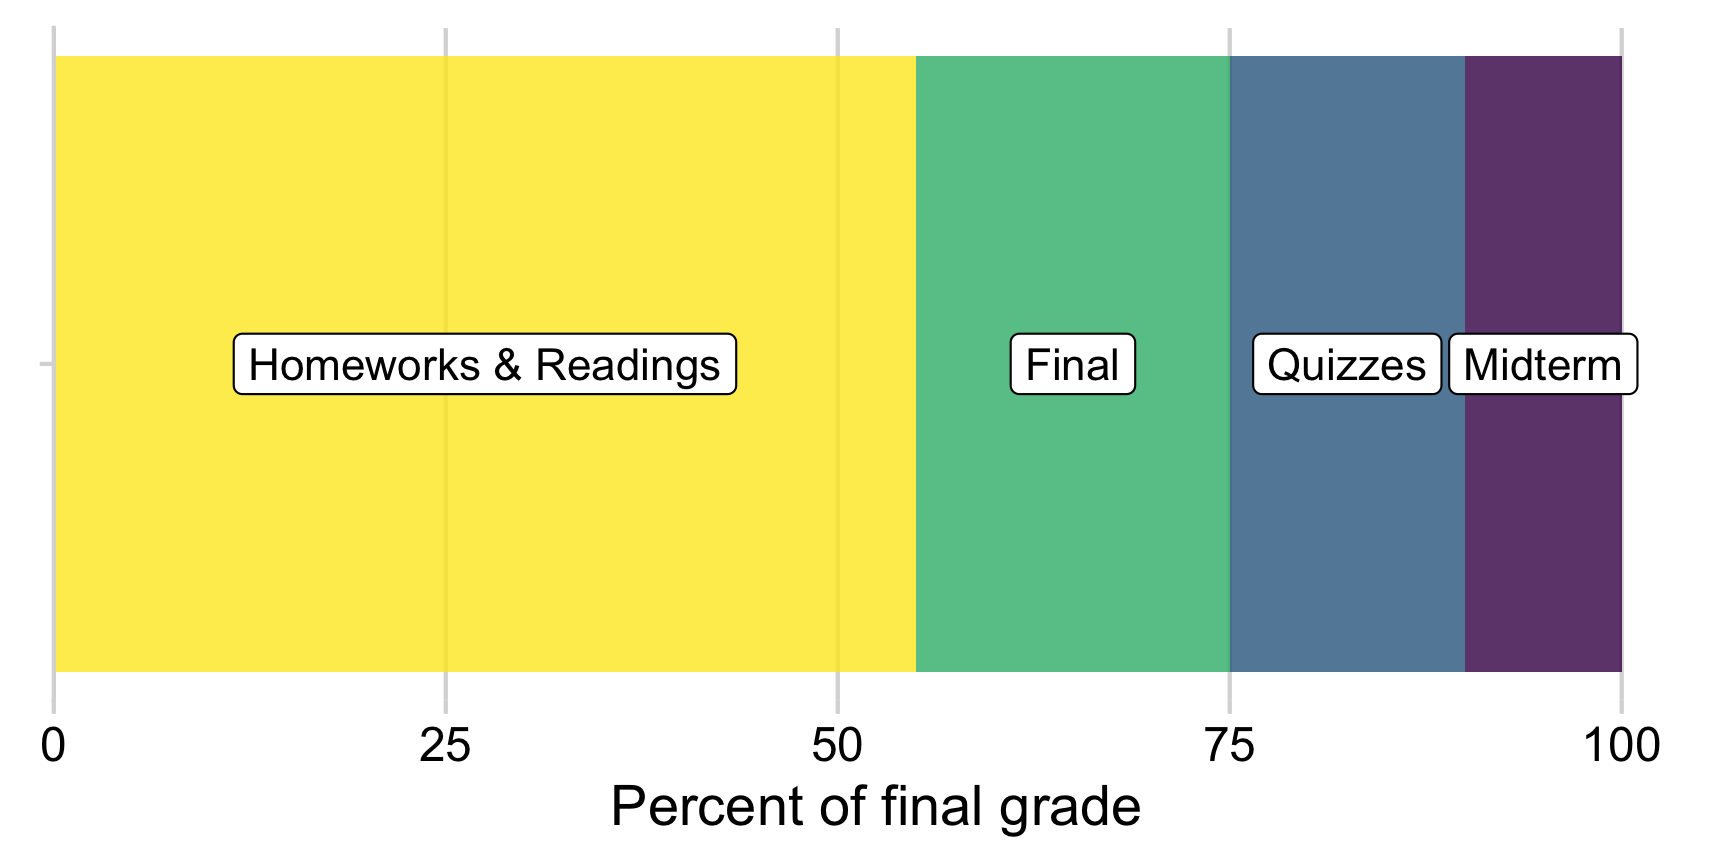 Homeworks & Readings
Final
Quizzes
Midterm
0 25 50 75 100
Percent of final grade